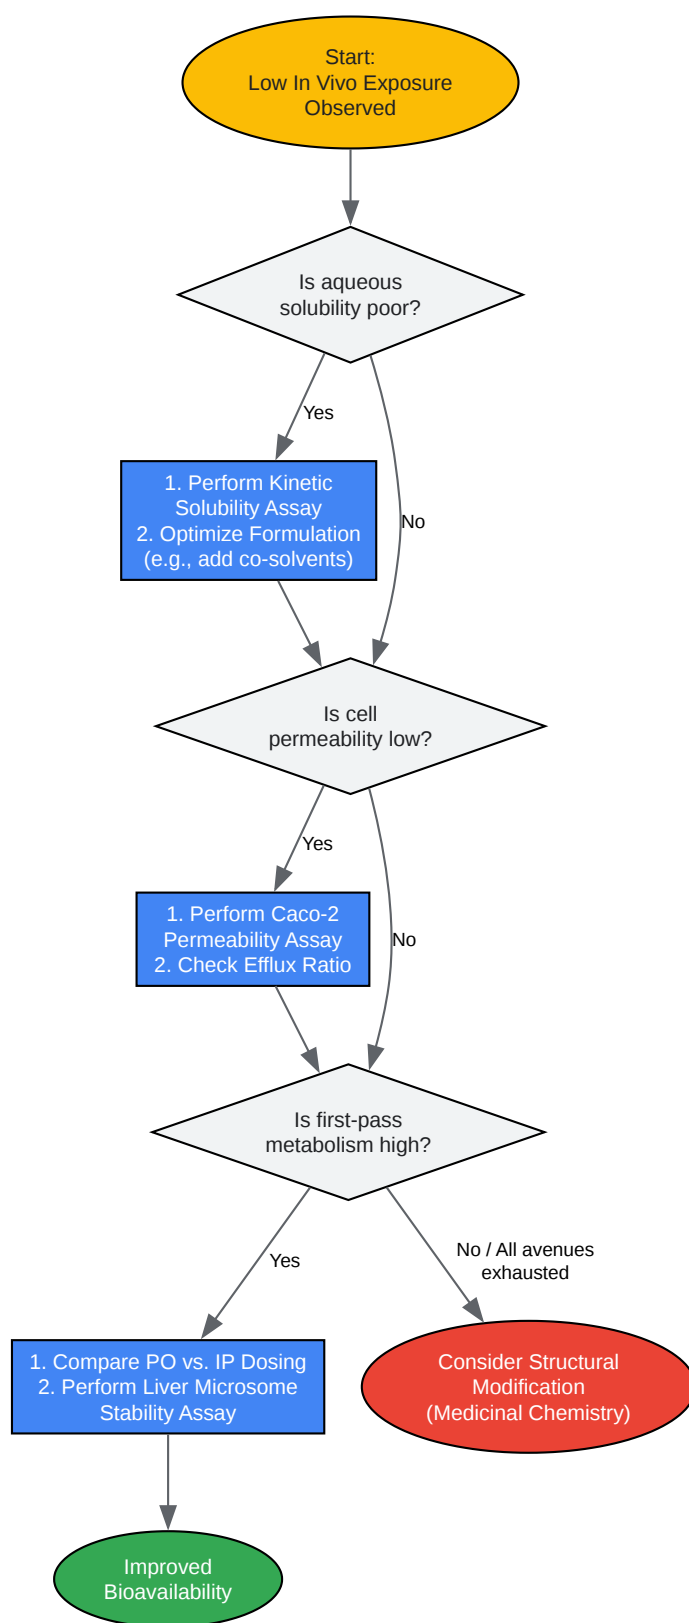 Start:
Low In Vivo Exposure
Observed
Is aqueous
solubility poor?
Yes
1. Perform Kinetic
Solubility Assay
2. Optimize Formulation
(e.g., add co-solvents)
No
Is cell
permeability low?
Yes
1. Perform Caco-2
Permeability Assay
2. Check Efflux Ratio
No
Is first-pass
metabolism high?
Yes
No / All avenues
exhausted
1. Compare PO vs. IP Dosing
2. Perform Liver Microsome
Stability Assay
Consider Structural
Modification
(Medicinal Chemistry)
Improved
Bioavailability